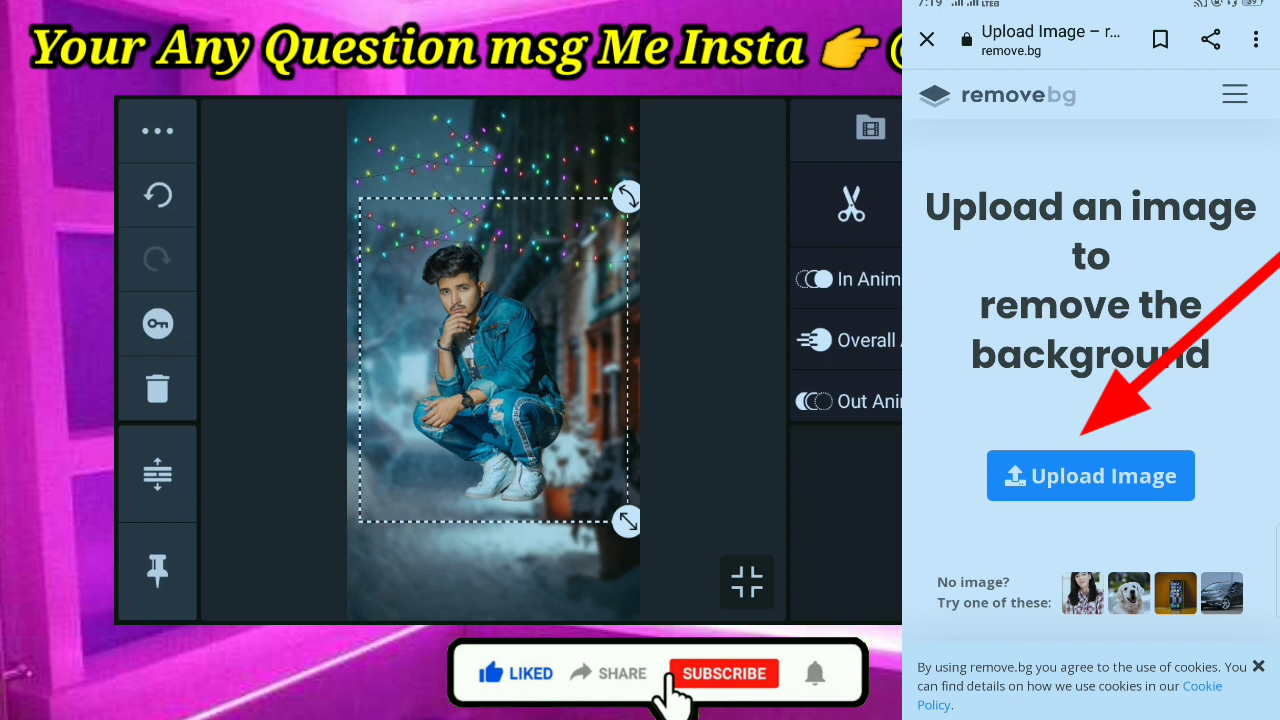 Your Any Question msg Me Insta 👉@
7:19
Upload Image – r...
remove.bg
removebg
In Anim
Overall A
Out Ani
Upload an image
to
remove the
background
Upload Image
No image?
Try one of these:
LIKED SHARE SUBSCRIBE
By using remove.bg you agree to the use of cookies. You
can find details on how we use cookies in our Cookie
Policy.